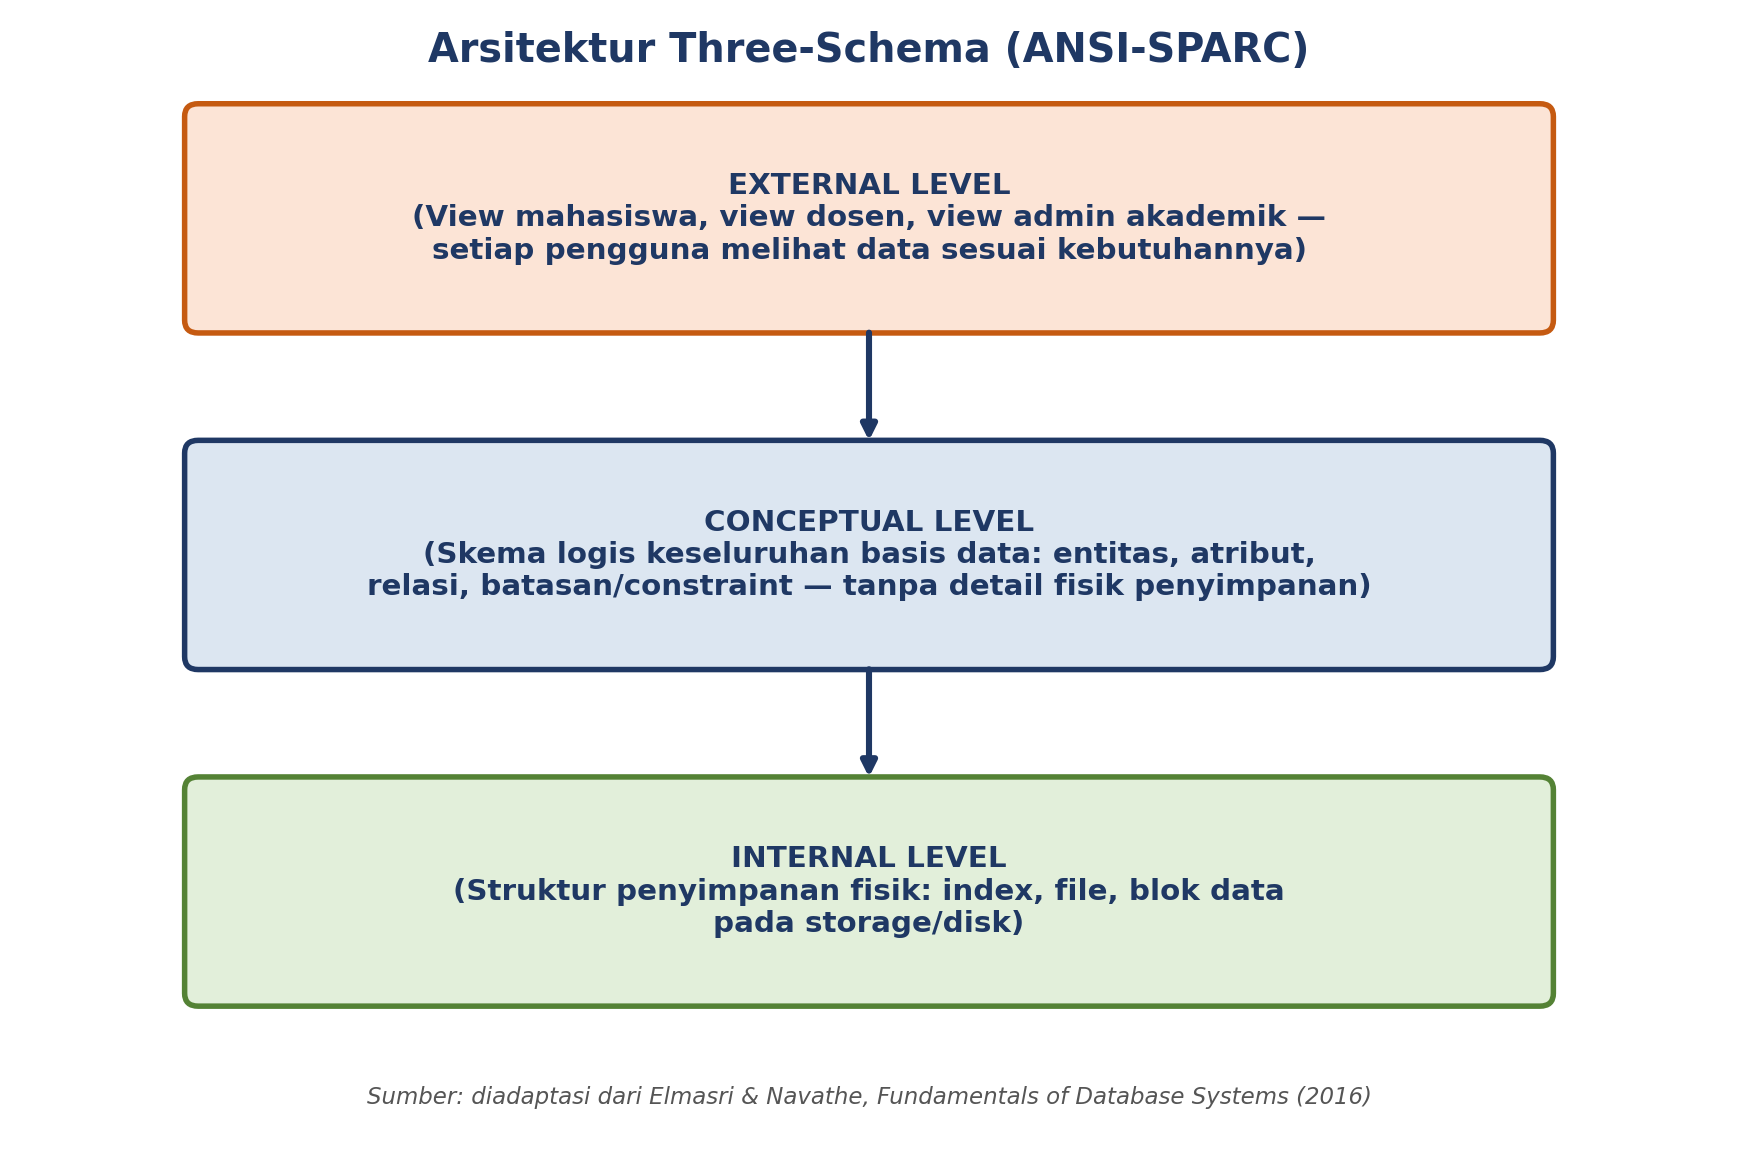 Arsitektur Three-Schema (ANSI-SPARC)
EXTERNAL LEVEL
(View mahasiswa, view dosen, view admin akademik —
setiap pengguna melihat data sesuai kebutuhannya)
CONCEPTUAL LEVEL
(Skema logis keseluruhan basis data: entitas, atribut,
relasi, batasan/constraint — tanpa detail fisik penyimpanan)
INTERNAL LEVEL
(Struktur penyimpanan fisik: index, file, blok data
pada storage/disk)
Sumber: diadaptasi dari Elmasri & Navathe, Fundamentals of Database Systems (2016)